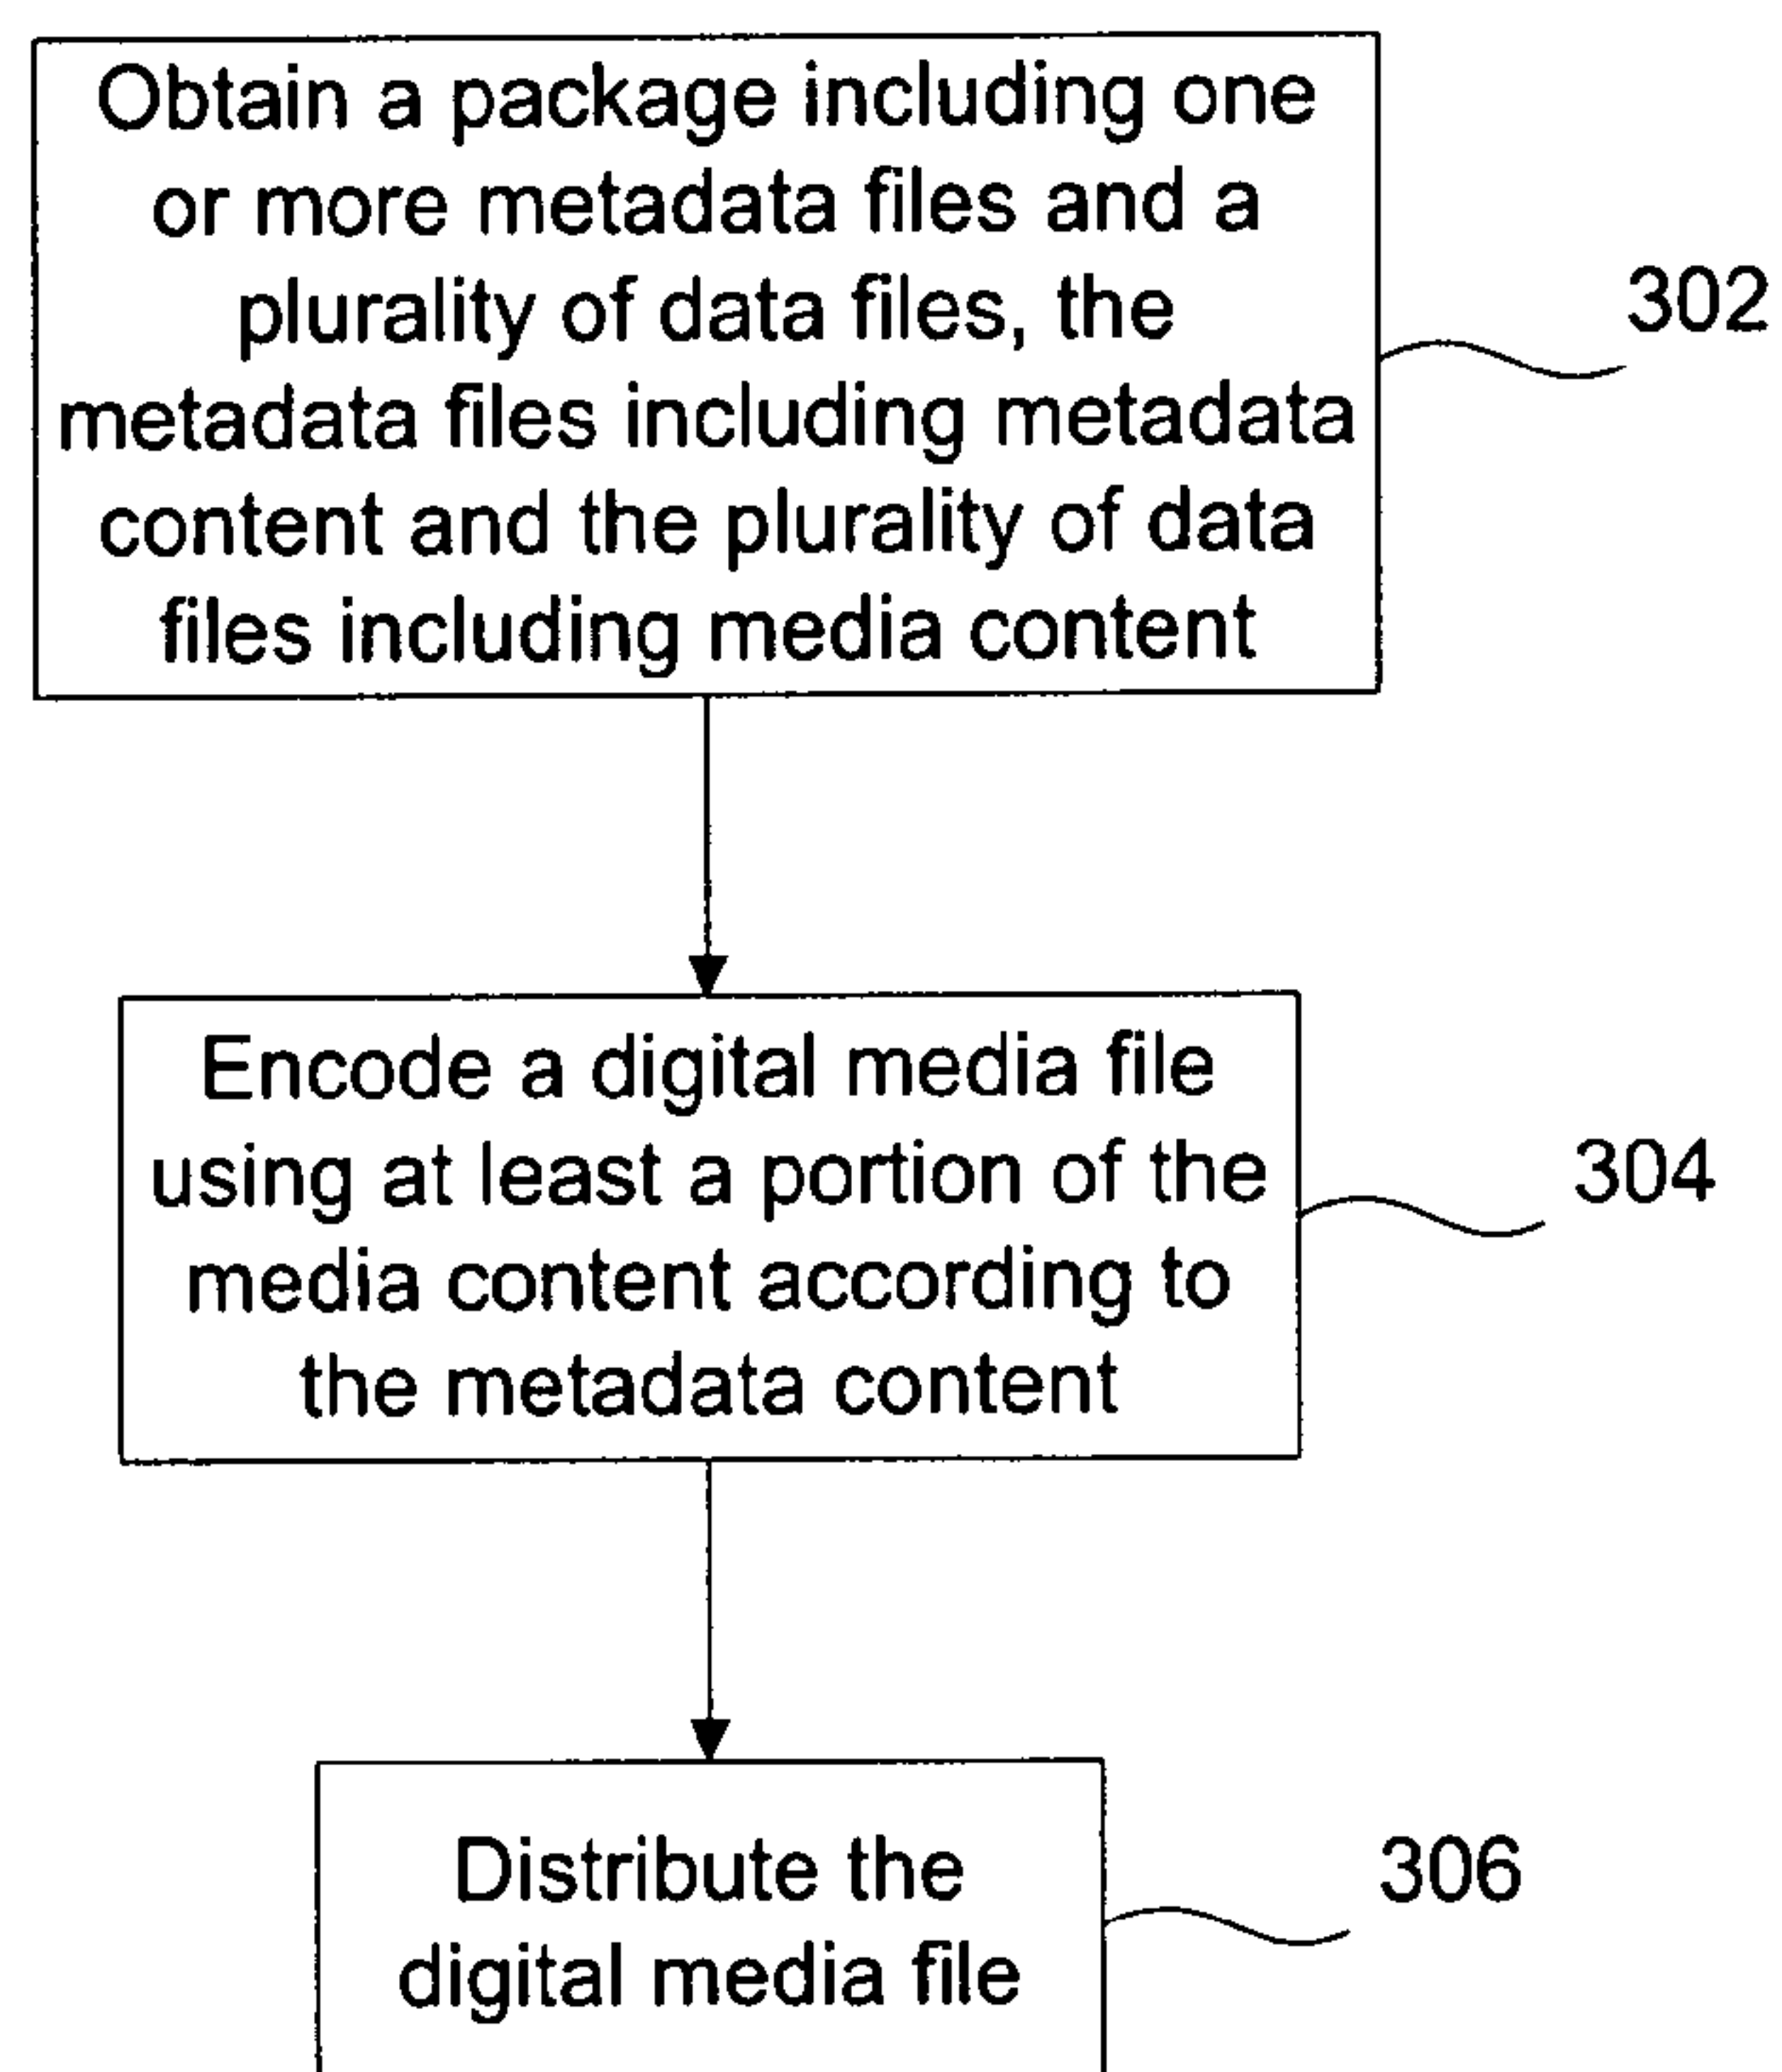 Obtain a package including one
or more metadata files and a
plurality of data files, the
metadata files including metadata
content and the plurality of data
files including media content
302
Encode a digital media file
using at least a portion of the
media content according to
the metadata content
304
Distribute the
digital media file
306